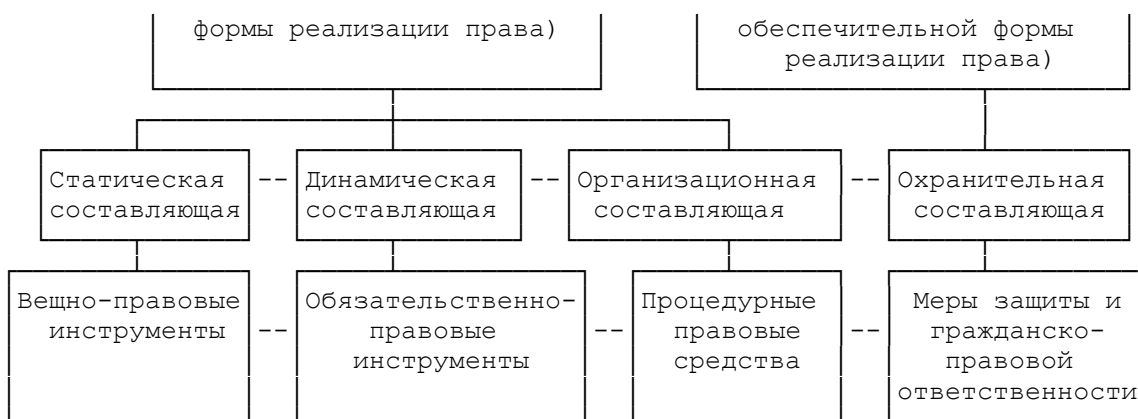 формы реализации права)
обеспечительной формы
реализации права)
Статическая
составляющая
--
Динамическая
составляющая
--
Организационная
составляющая
--
Охранительная
составляющая
Вещно-правовые
инструменты
--
Обязательственно-
правовые
инструменты
--
Процедурные
правовые
средства
--
Меры защиты и
гражданско-
правовой
ответственности